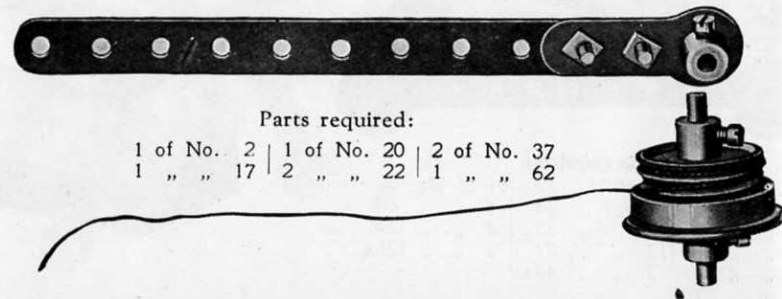 Parts required:
1 of No. 2 | 1 of No. 20 | 2 of No. 37
1 „ „ 17 | 2 „ „ 22 | 1 „ „ 62